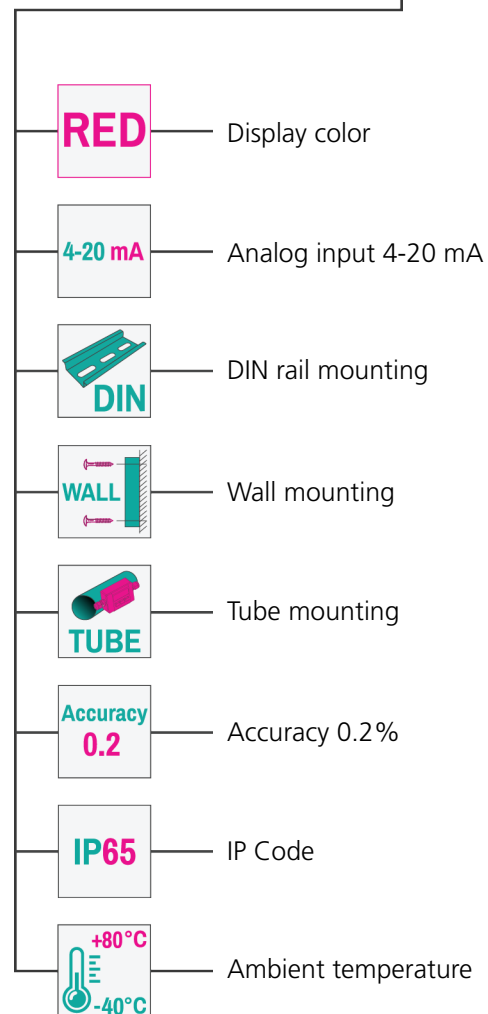 RED
Display color
4-20 mA
Analog input 4-20 mA
DIN
DIN rail mounting
WALL
Wall mounting
TUBE
Tube mounting
Accuracy
0.2
Accuracy 0.2%
IP65
IP Code
+80°C
-40°C
Ambient temperature